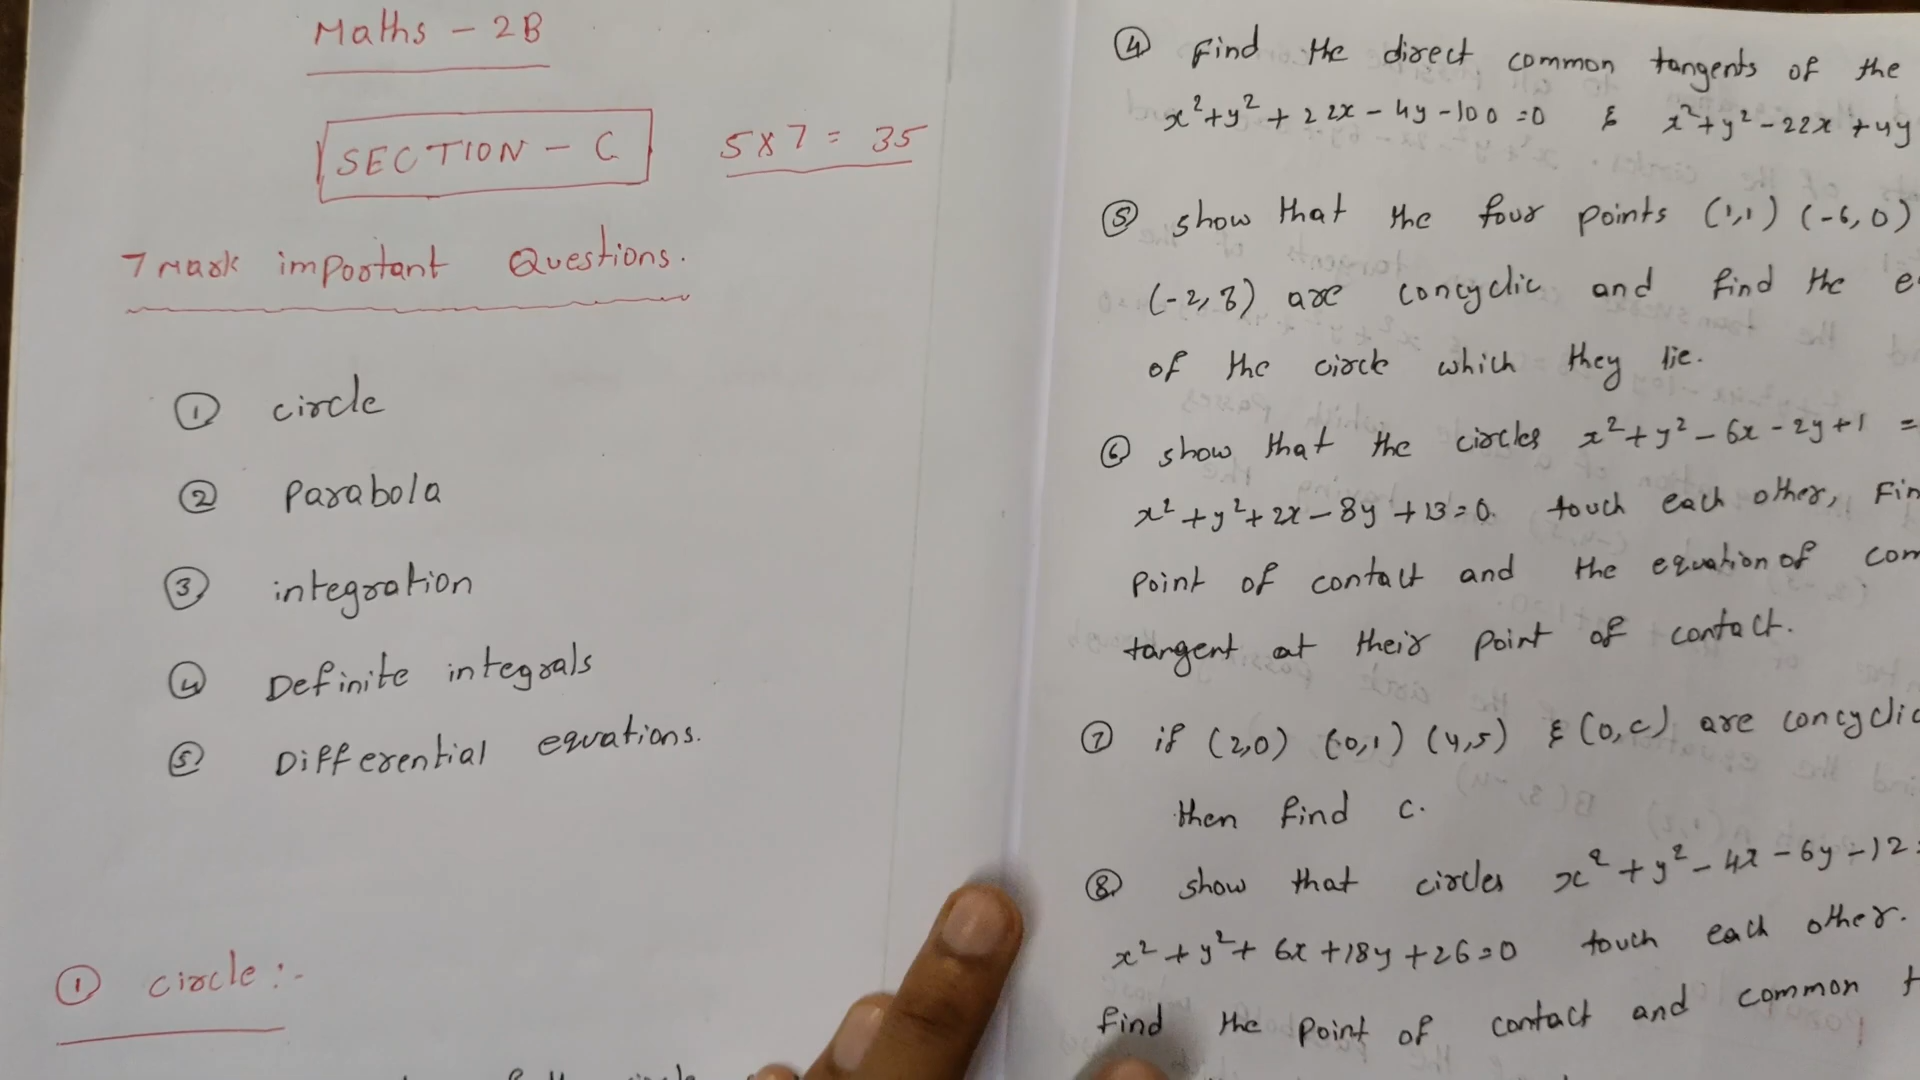 Maths - 2B
SECTION - C 5x7 = 35
7 mark important Questions.
① circle
② Parabola
③ integration
④ Definite integrals
⑤ Differential equations.
① circle :-
④ Find the direct common tangents of the
x²+y²+22x-4y-100=0 & x²+y²-22x+4y
⑤ show that the four points (1,1) (-6,0)
(-2,8) are concyclic and find the
of the circle which they lie.
⑥ show that the circles x²+y²-6x-2y+1 =
x²+y²+2x-8y+13=0. touch each other, Fin
Point of contact and the equation of com
tangent at their point of contact.
⑦ if (2,0) (0,1) (4,5) & (0,c) are concyclic
then find c.
⑧ show that circles x²+y²-4x-6y-12=
x²+y²+6x+18y+26=0 touch each other.
find the point of contact and common t